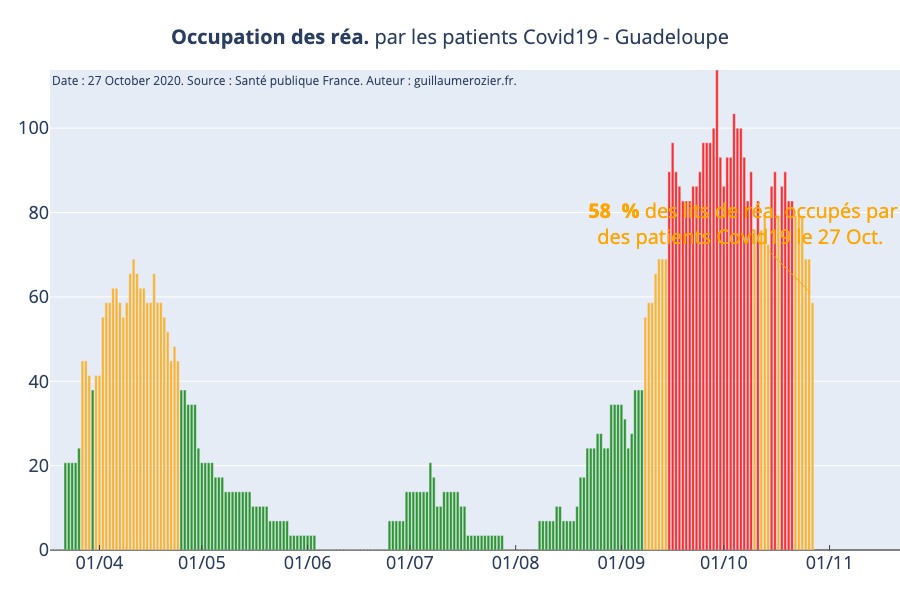 Occupation des réa. par les patients Covid19 - Guadeloupe
Date : 27 October 2020. Source : Santé publique France. Auteur : guillaumerozier.fr.
100
80
60
40
20
0
58 % des lits de réa. occupés par
des patients Covid19 le 27 Oct.
01/04 01/05 01/06 01/07 01/08 01/09 01/10 01/11